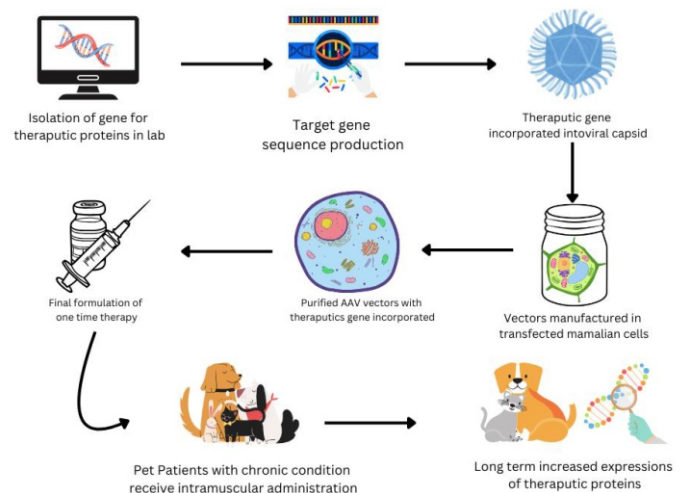 Isolation of gene for
theraputic proteins in lab
Target gene
sequence production
Theraputic gene
incorporated intoviral capsid
Vectors manufactured in
transfected mamalian cells
Purified AAV vectors with
theraputics gene incorporated
Final formulation of
one time therapy
Pet Patients with chronic condition
receive intramuscular administration
Long term increased expressions
of theraputic proteins